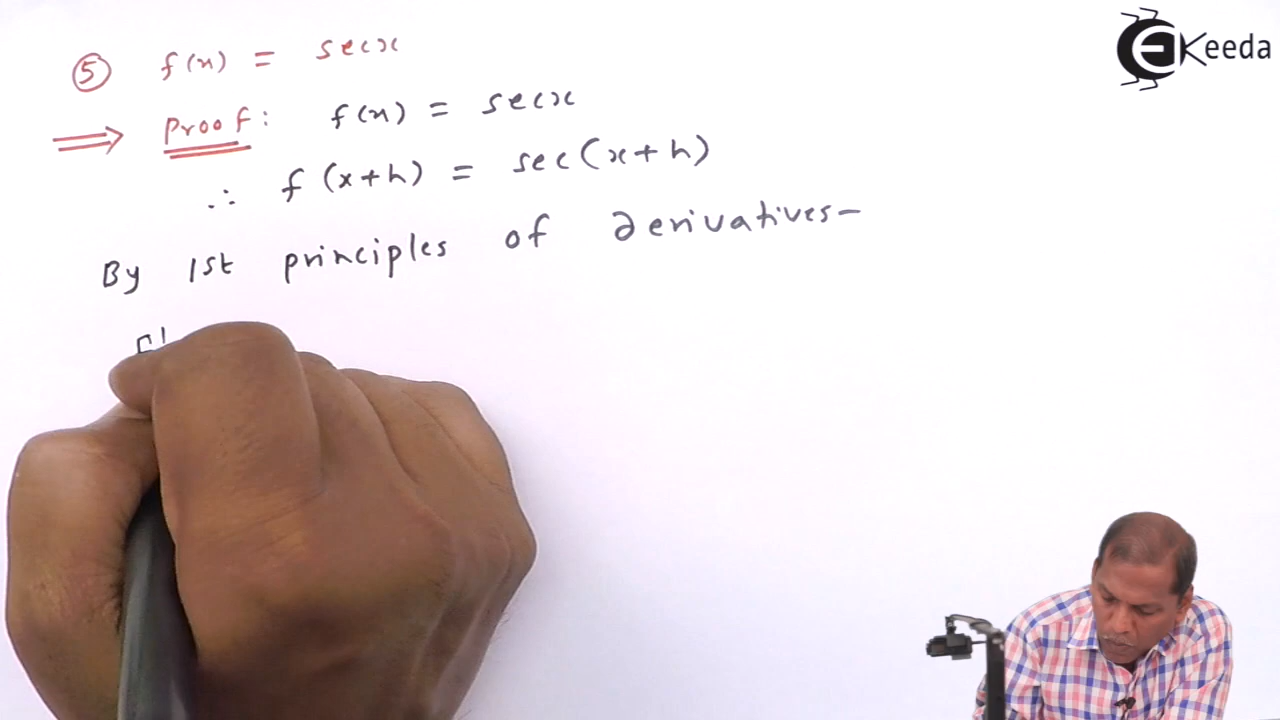 Ekeeda
⑤ f(x) = secx
⟹ Proof: f(x) = secx
∴ f(x+h) = sec(x+h)
By 1st principles of derivatives-
f'